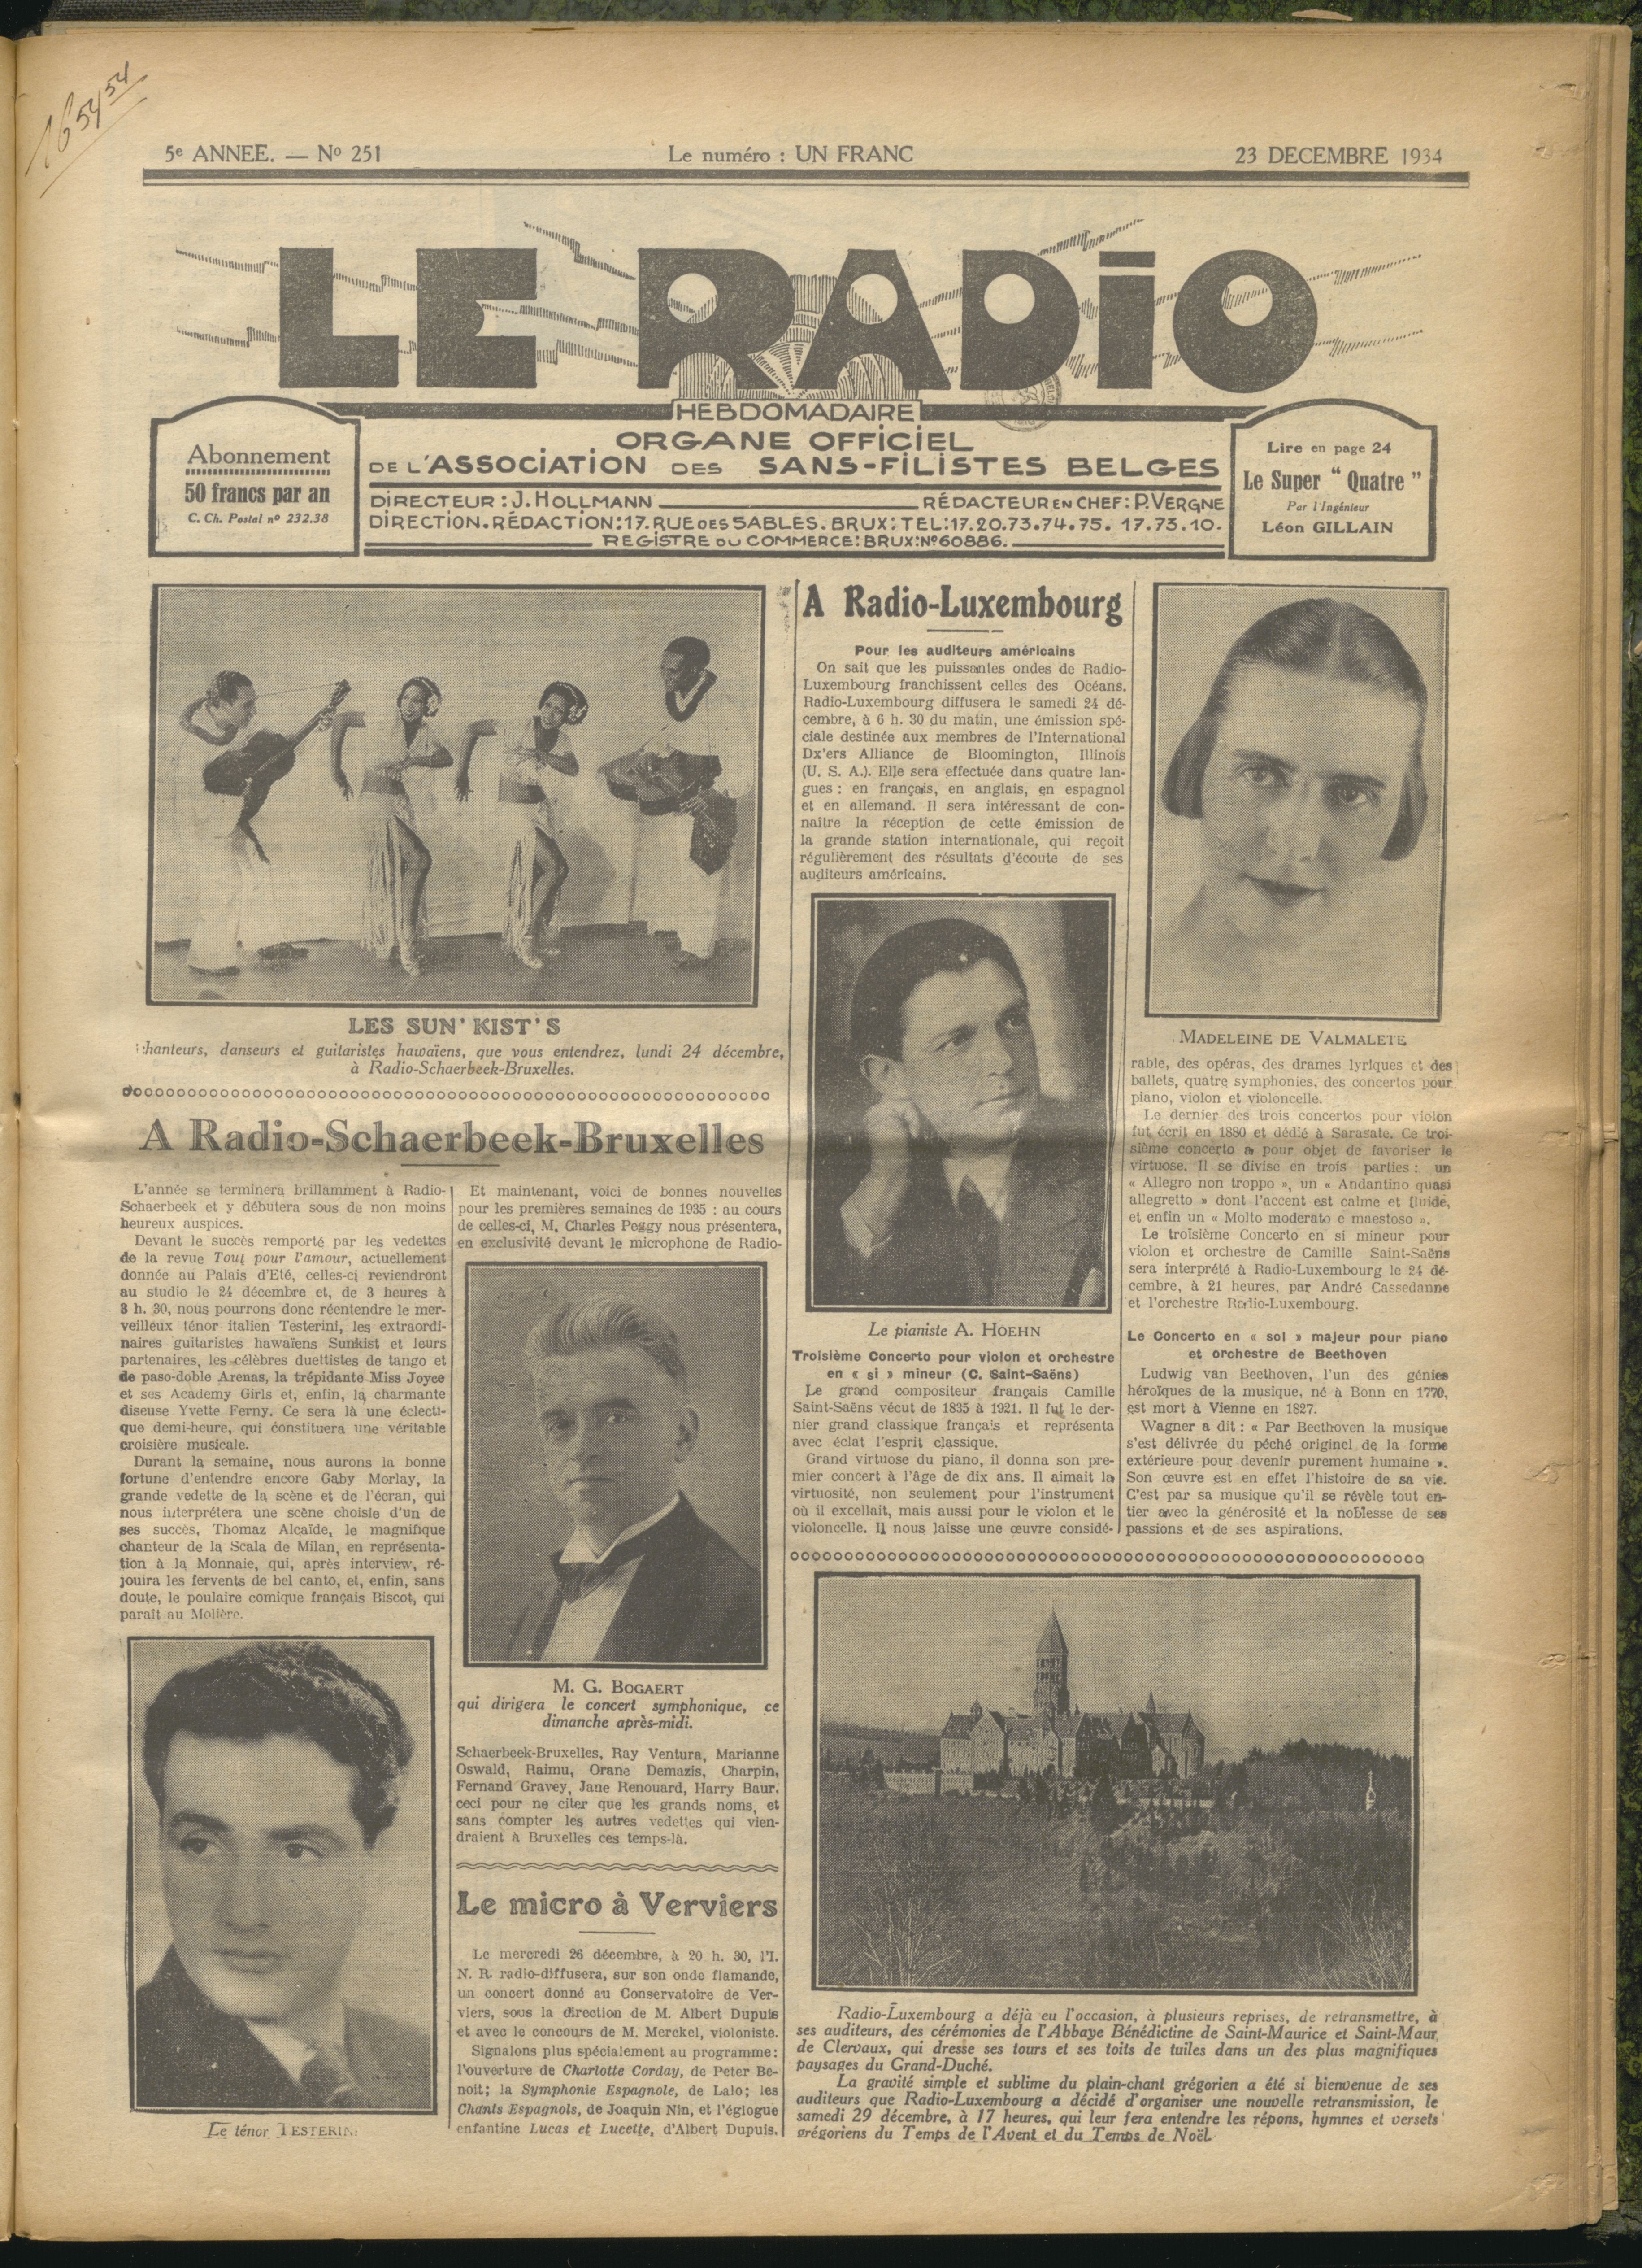 1654 54
5e ANNEE. — No 251
Le numéro : UN FRANC
23 DECEMBRE 1934
LE RADIO
HEBDOMADAIRE
ORGANE OFFICIEL
DE L'ASSOCIATION DES SANS-FILISTES BELGES
DIRECTEUR : J. HOLLMANN
RÉDACTEUR EN CHEF : P. VERGNE
DIRECTION. RÉDACTION : 17. RUE DES SABLES. BRUX : TEL : 17.20.73.74.75. 17.73.10.
REGISTRE DU COMMERCE : BRUX : No 60886.
Abonnement
50 francs par an
C. Ch. Postal no 232.38
Lire en page 24
Le Super " Quatre "
Par l'Ingénieur
Léon GILLAIN
LES SUN' KIST'S
chanteurs, danseurs et guitaristes hawaïens, que vous entendrez, lundi 24 décembre,
à Radio-Schaerbeek-Bruxelles.
A Radio-Schaerbeek-Bruxelles
L'année se terminera brillamment à Radio-
Schaerbeek et y débutera sous de non moins
heureux auspices.
Devant le succès remporté par les vedettes
de la revue Tout pour l'amour, actuellement
donnée au Palais d'Eté, celles-ci reviendront
au studio le 24 décembre et, de 3 heures à
3 h. 30, nous pourrons donc réentendre le mer-
veilleux ténor italien Testerini, les extraordi-
naires guitaristes hawaïens Sunkist et leurs
partenaires, les célèbres duettistes de tango et
de paso-doble Arenas, la trépidante Miss Joyce
et ses Academy Girls et, enfin, la charmante
diseuse Yvette Ferny. Ce sera là une éclecti-
que demi-heure, qui constituera une véritable
croisière musicale.
Durant la semaine, nous aurons la bonne
fortune d'entendre encore Gaby Morlay, la
grande vedette de la scène et de l'écran, qui
nous interprétera une scène choisie d'un de
ses succès, Thomaz Alcaïde, le magnifique
chanteur de la Scala de Milan, en représenta-
tion à la Monnaie, qui, après interview, ré-
jouira les fervents de bel canto, et, enfin, sans
doute, le poulaire comique français Biscot, qui
paraît au Molière.
Le ténor TESTERINI
Et maintenant, voici de bonnes nouvelles
pour les premières semaines de 1935 : au cours
de celles-ci, M. Charles Peggy nous présentera,
en exclusivité devant le microphone de Radio-
M. G. BOGAERT
qui dirigera le concert symphonique, ce
dimanche après-midi.
Schaerbeek-Bruxelles, Ray Ventura, Marianne
Oswald, Raimu, Orane Demazis, Charpin,
Fernand Gravey, Jane Renouard, Harry Baur,
ceci pour ne citer que les grands noms, et
sans compter les autres vedettes qui vien-
draient à Bruxelles ces temps-là.
Le micro à Verviers
Le mercredi 26 décembre, à 20 h. 30, l'I.
N. R. radio-diffusera, sur son onde flamande,
un concert donné au Conservatoire de Ver-
viers, sous la direction de M. Albert Dupuis
et avec le concours de M. Merckel, violoniste.
Signalons plus spécialement au programme :
l'ouverture de Charlotte Corday, de Peter Be-
noit; la Symphonie Espagnole, de Lalo; les
Chants Espagnols, de Joaquin Nin, et l'églogue
enfantine Lucas et Lucette, d'Albert Dupuis.
A Radio-Luxembourg
Pour les auditeurs américains
On sait que les puissantes ondes de Radio-
Luxembourg franchissent celles des Océans.
Radio-Luxembourg diffusera le samedi 24 dé-
cembre, à 6 h. 30 du matin, une émission spé-
ciale destinée aux membres de l'International
Dx'ers Alliance de Bloomington, Illinois
(U. S. A.). Elle sera effectuée dans quatre lan-
gues : en français, en anglais, en espagnol
et en allemand. Il sera intéressant de con-
naître la réception de cette émission de
la grande station internationale, qui reçoit
régulièrement des résultats d'écoute de ses
auditeurs américains.
Le pianiste A. HOEHN
Troisième Concerto pour violon et orchestre
en « si » mineur (C. Saint-Saëns)
Le grand compositeur français Camille
Saint-Saëns vécut de 1835 à 1921. Il fut le der-
nier grand classique français et représenta
avec éclat l'esprit classique.
Grand virtuose du piano, il donna son pre-
mier concert à l'âge de dix ans. Il aimait la
virtuosité, non seulement pour l'instrument
où il excellait, mais aussi pour le violon et le
violoncelle. Il nous laisse une œuvre considé-
MADELEINE DE VALMALETE
rable, des opéras, des drames lyriques et des
ballets, quatre symphonies, des concertos pour
piano, violon et violoncelle.
Le dernier des trois concertos pour violon
fut écrit en 1880 et dédié à Sarasate. Ce troi-
sième concerto a pour objet de favoriser le
virtuose. Il se divise en trois parties : un
« Allegro non troppo », un « Andantino quasi
allegretto » dont l'accent est calme et fluide,
et enfin un « Molto moderato e maestoso ».
Le troisième Concerto en si mineur pour
violon et orchestre de Camille Saint-Saëns
sera interprété à Radio-Luxembourg le 24 dé-
cembre, à 21 heures, par André Cassedanne
et l'orchestre Radio-Luxembourg.
Le Concerto en « sol » majeur pour piano
et orchestre de Beethoven
Ludwig van Beethoven, l'un des génies
héroïques de la musique, né à Bonn en 1770,
est mort à Vienne en 1827.
Wagner a dit : « Par Beethoven la musique
s'est délivrée du péché originel de la forme
extérieure pour devenir purement humaine ».
Son œuvre est en effet l'histoire de sa vie.
C'est par sa musique qu'il se révèle tout en-
tier avec la générosité et la noblesse de ses
passions et de ses aspirations.
Radio-Luxembourg a déjà eu l'occasion, à plusieurs reprises, de retransmettre, à
ses auditeurs, des cérémonies de l'Abbaye Bénédictine de Saint-Maurice et Saint-Maur
de Clervaux, qui dresse ses tours et ses toits de tuiles dans un des plus magnifiques
paysages du Grand-Duché.
La gravité simple et sublime du plain-chant grégorien a été si bienvenue de ses
auditeurs que Radio-Luxembourg a décidé d'organiser une nouvelle retransmission, le
samedi 29 décembre, à 17 heures, qui leur fera entendre les répons, hymnes et versets
grégoriens du Temps de l'Avent et du Temps de Noël.